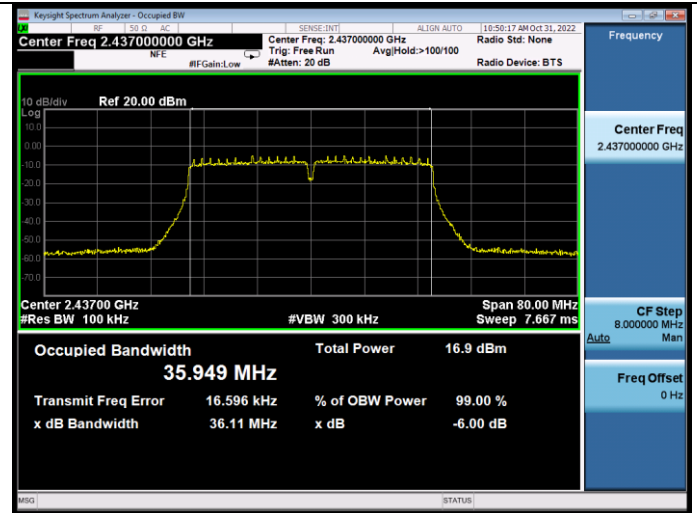 Keysight Spectrum Analyzer - Occupied BW
RF 50 Ω AC SENSE:INT ALIGN AUTO 10:50:17 AM Oct 31, 2022
Center Freq 2.437000000 GHz Center Freq: 2.437000000 GHz Radio Std: None
NFE Trig: Free Run Avg|Hold:>100/100
#IFGain:Low #Atten: 20 dB Radio Device: BTS
10 dB/div Ref 20.00 dBm
Log
10.0
0.00
-10.0
-20.0
-30.0
-40.0
-50.0
-60.0
-70.0
Center 2.43700 GHz Span 80.00 MHz
#Res BW 100 kHz #VBW 300 kHz Sweep 7.667 ms
Occupied Bandwidth Total Power 16.9 dBm
35.949 MHz
Transmit Freq Error 16.596 kHz % of OBW Power 99.00 %
x dB Bandwidth 36.11 MHz x dB -6.00 dB
MSG STATUS
Frequency
Center Freq
2.437000000 GHz
CF Step
8.000000 MHz
Auto Man
Freq Offset
0 Hz